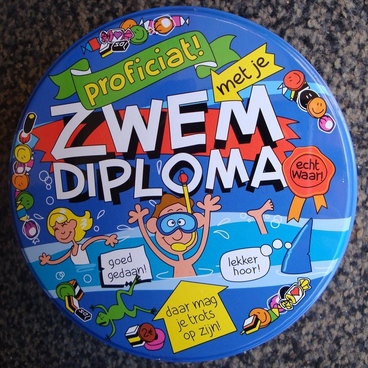 proficiat!
met je
ZWEM
DIPLOMA
echt
waar!
goed
gedaan!
lekker
hoor!
daar mag
je trots
op zijn!